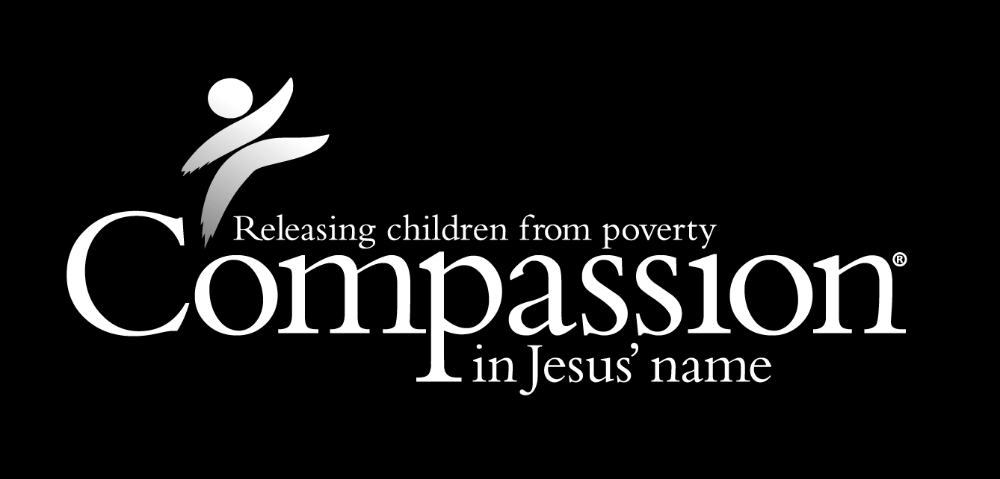 Releasing children from poverty
Compassion®
in Jesus’ name